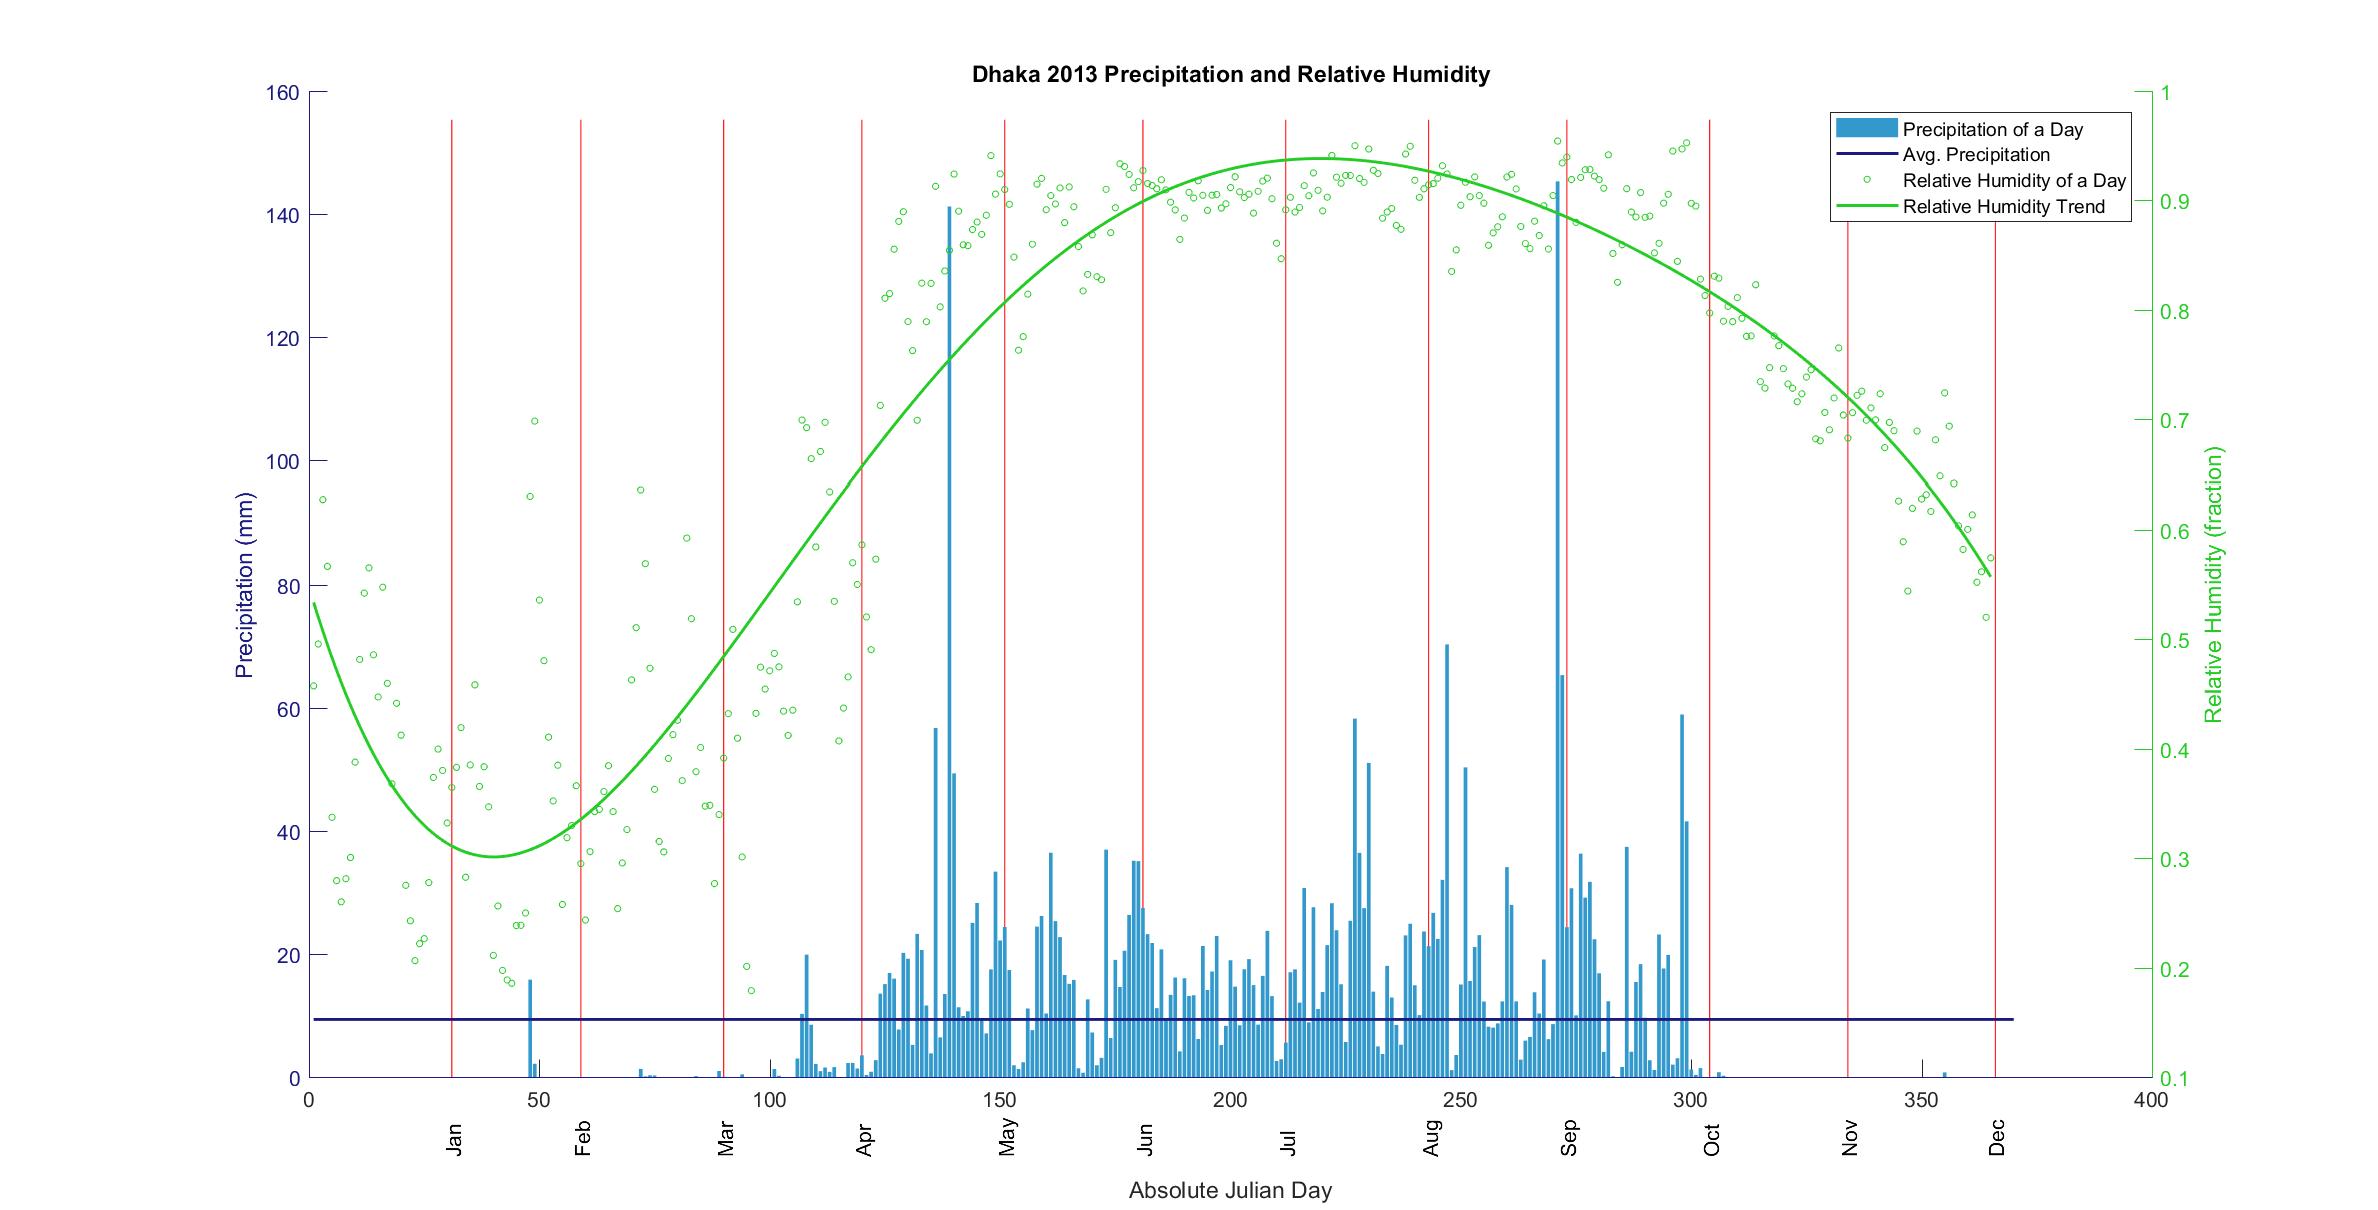 Dhaka 2013 Precipitation and Relative Humidity
160
140
120
100
80
60
40
20
0
Precipitation (mm)
1
0.9
0.8
0.7
0.6
0.5
0.4
0.3
0.2
0.1
Relative Humidity (fraction)
Precipitation of a Day
Avg. Precipitation
Relative Humidity of a Day
Relative Humidity Trend
0 50 100 150 200 250 300 350 400
Jan Feb Mar Apr May Jun Jul Aug Sep Oct Nov Dec
Absolute Julian Day